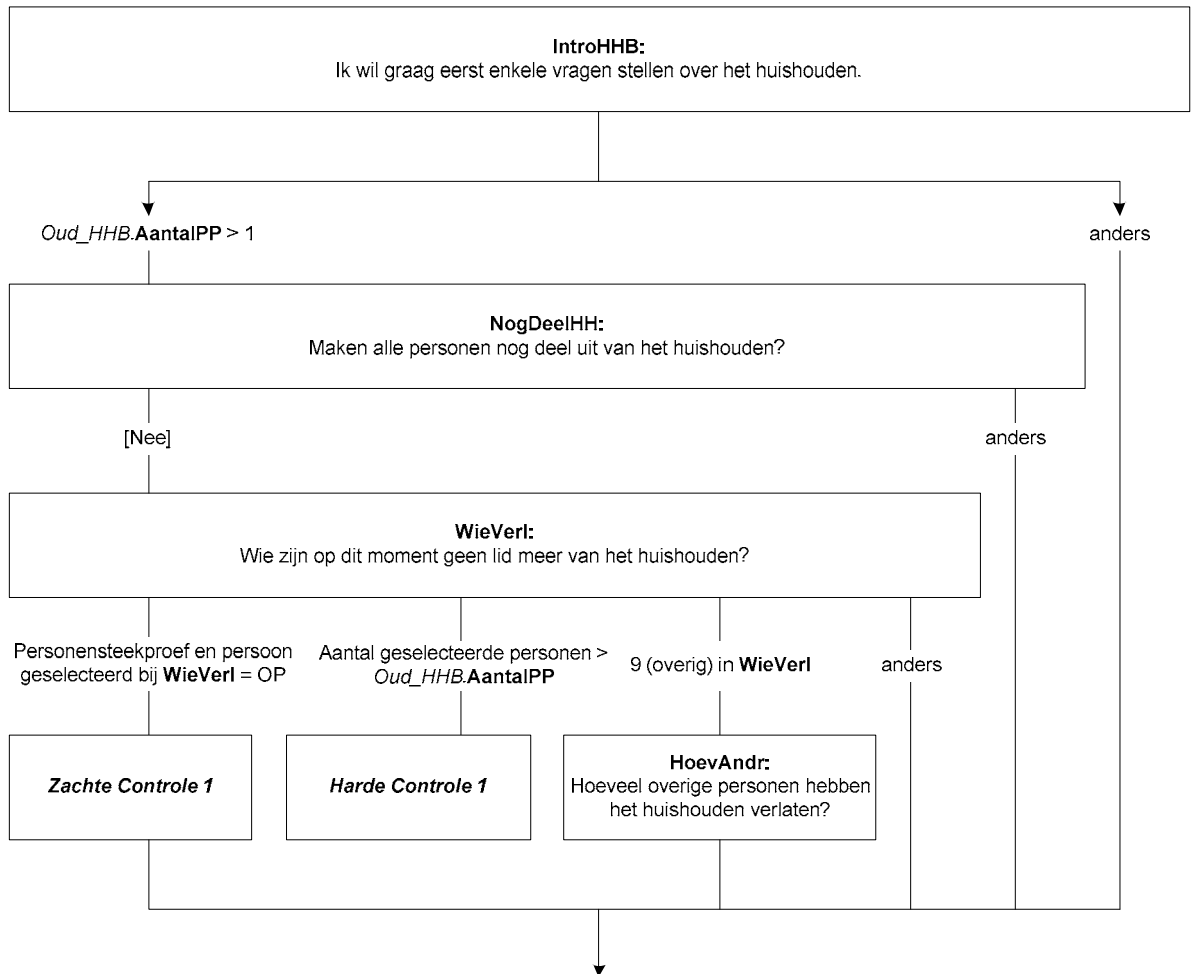 IntroHHB:
Ik wil graag eerst enkele vragen stellen over het huishouden.
Oud_HHB.AantalPP > 1
anders
NogDeelHH:
Maken alle personen nog deel uit van het huishouden?
[Nee]
anders
WieVerl:
Wie zijn op dit moment geen lid meer van het huishouden?
Personensteekproef en persoon
geselecteerd bij WieVerl = OP
Aantal geselecteerde personen >
Oud_HHB.AantalPP
9 (overig) in WieVerl
anders
Zachte Controle 1
Harde Controle 1
HoevAndr:
Hoeveel overige personen hebben
het huishouden verlaten?